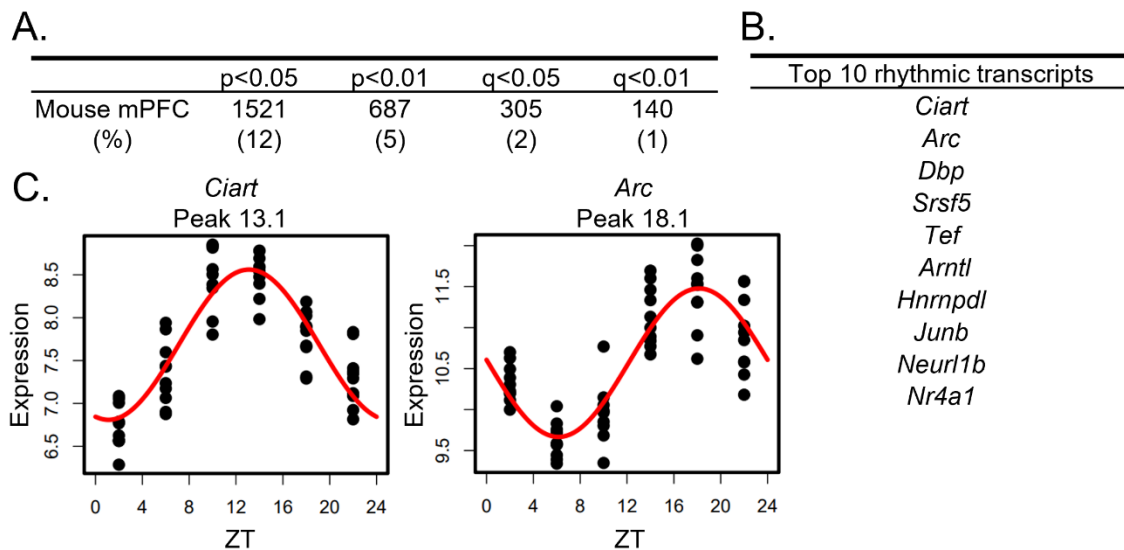 A.
p<0.05 p<0.01 q<0.05 q<0.01
Mouse mPFC 1521 687 305 140
(%) (12) (5) (2) (1)
B.
Top 10 rhythmic transcripts
Ciart
Arc
Dbp
Srsf5
Tef
Arntl
Hnrnpdl
Junb
Neurl1b
Nr4a1
C.
Ciart
Peak 13.1
Expression
8.5
8.0
7.5
7.0
6.5
0 4 8 12 16 20 24
ZT
Arc
Peak 18.1
Expression
11.5
10.5
9.5
0 4 8 12 16 20 24
ZT